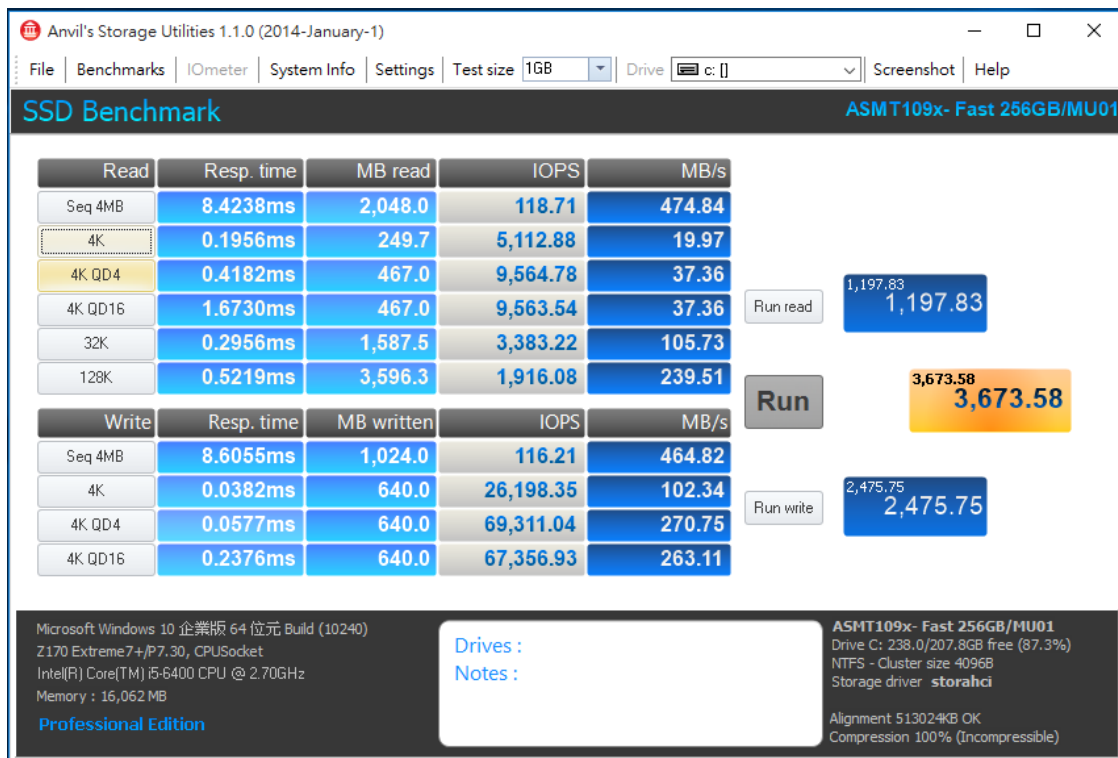 Anvil's Storage Utilities 1.1.0 (2014-January-1)
File Benchmarks IOmeter System Info Settings Test size 1GB Drive c: [] Screenshot Help
SSD Benchmark ASMT109x- Fast 256GB/MU01
Read Resp. time MB read IOPS MB/s
Seq 4MB 8.4238ms 2,048.0 118.71 474.84
4K 0.1956ms 249.7 5,112.88 19.97
4K QD4 0.4182ms 467.0 9,564.78 37.36
4K QD16 1.6730ms 467.0 9,563.54 37.36
32K 0.2956ms 1,587.5 3,383.22 105.73
128K 0.5219ms 3,596.3 1,916.08 239.51
Run read
1,197.83
1,197.83
Run
3,673.58
3,673.58
Write Resp. time MB written IOPS MB/s
Seq 4MB 8.6055ms 1,024.0 116.21 464.82
4K 0.0382ms 640.0 26,198.35 102.34
4K QD4 0.0577ms 640.0 69,311.04 270.75
4K QD16 0.2376ms 640.0 67,356.93 263.11
Run write
2,475.75
2,475.75
Microsoft Windows 10 企業版 64 位元 Build (10240)
Z170 Extreme7+/P7.30, CPUSocket
Intel(R) Core(TM) i5-6400 CPU @ 2.70GHz
Memory : 16,062 MB
Professional Edition
Drives :
Notes :
ASMT109x- Fast 256GB/MU01
Drive C: 238.0/207.8GB free (87.3%)
NTFS - Cluster size 4096B
Storage driver storahci
Alignment 513024KB OK
Compression 100% (Incompressible)